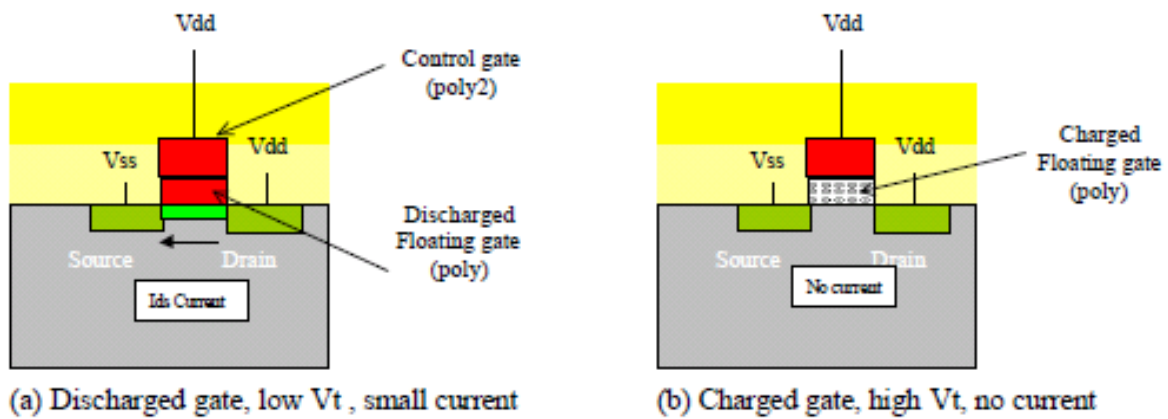 Vdd
Control gate
(poly2)
Vss
Vdd
Discharged
Floating gate
(poly)
Source
Drain
Ids Current
(a) Discharged gate, low Vt , small current
Vdd
Vss
Vdd
Charged
Floating gate
(poly)
Source
Drain
No current
(b) Charged gate, high Vt, no current